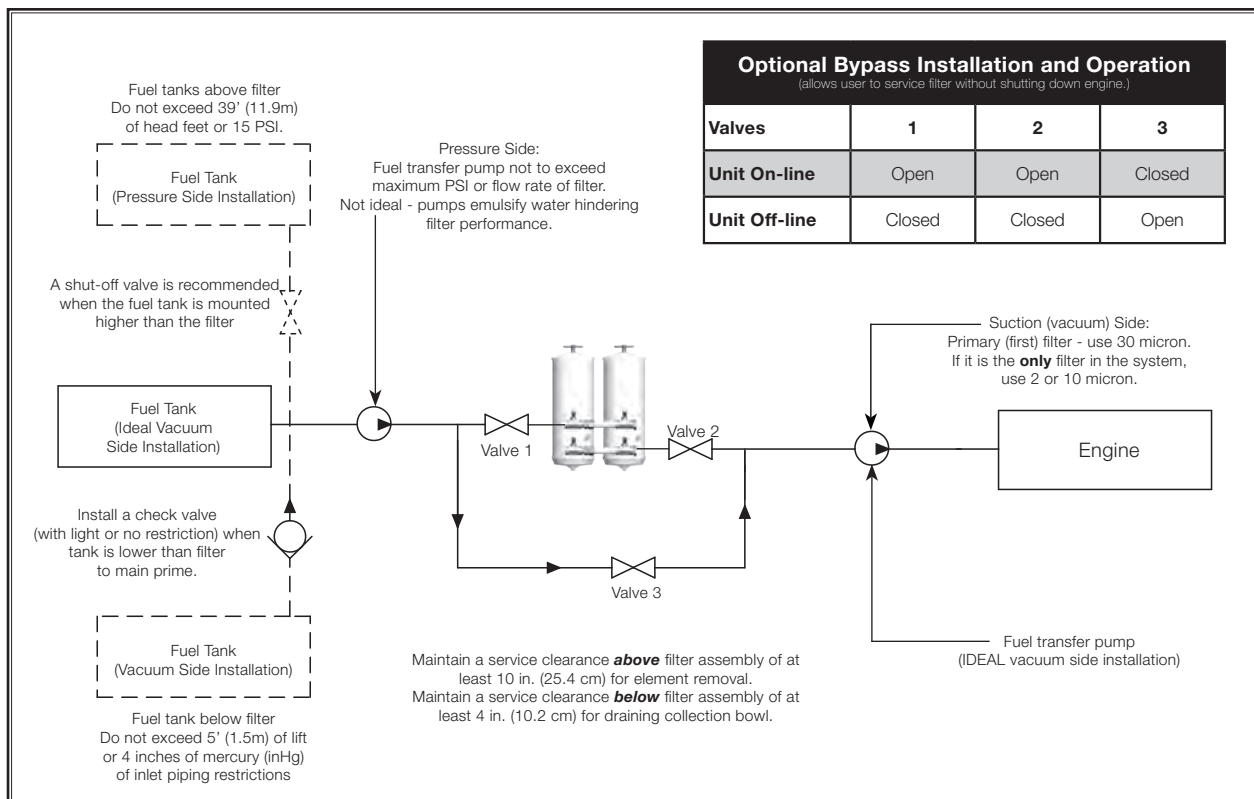 Fuel tanks above filter
Do not exceed 39’ (11.9m)
of head feet or 15 PSI.
Fuel Tank
(Pressure Side Installation)
A shut-off valve is recommended
when the fuel tank is mounted
higher than the filter
Fuel Tank
(Ideal Vacuum
Side Installation)
Install a check valve
(with light or no restriction) when
tank is lower than filter
to main prime.
Fuel Tank
(Vacuum Side Installation)
Fuel tank below filter
Do not exceed 5’ (1.5m) of lift
or 4 inches of mercury (inHg)
of inlet piping restrictions
Pressure Side:
Fuel transfer pump not to exceed
maximum PSI or flow rate of filter.
Not ideal - pumps emulsify water hindering
filter performance.
Optional Bypass Installation and Operation
(allows user to service filter without shutting down engine.)
Valves 1 2 3
Unit On-line Open Open Closed
Unit Off-line Closed Closed Open
Valve 1
Valve 2
Valve 3
Suction (vacuum) Side:
Primary (first) filter - use 30 micron.
If it is the only filter in the system,
use 2 or 10 micron.
Engine
Fuel transfer pump
(IDEAL vacuum side installation)
Maintain a service clearance above filter assembly of at
least 10 in. (25.4 cm) for element removal.
Maintain a service clearance below filter assembly of at
least 4 in. (10.2 cm) for draining collection bowl.